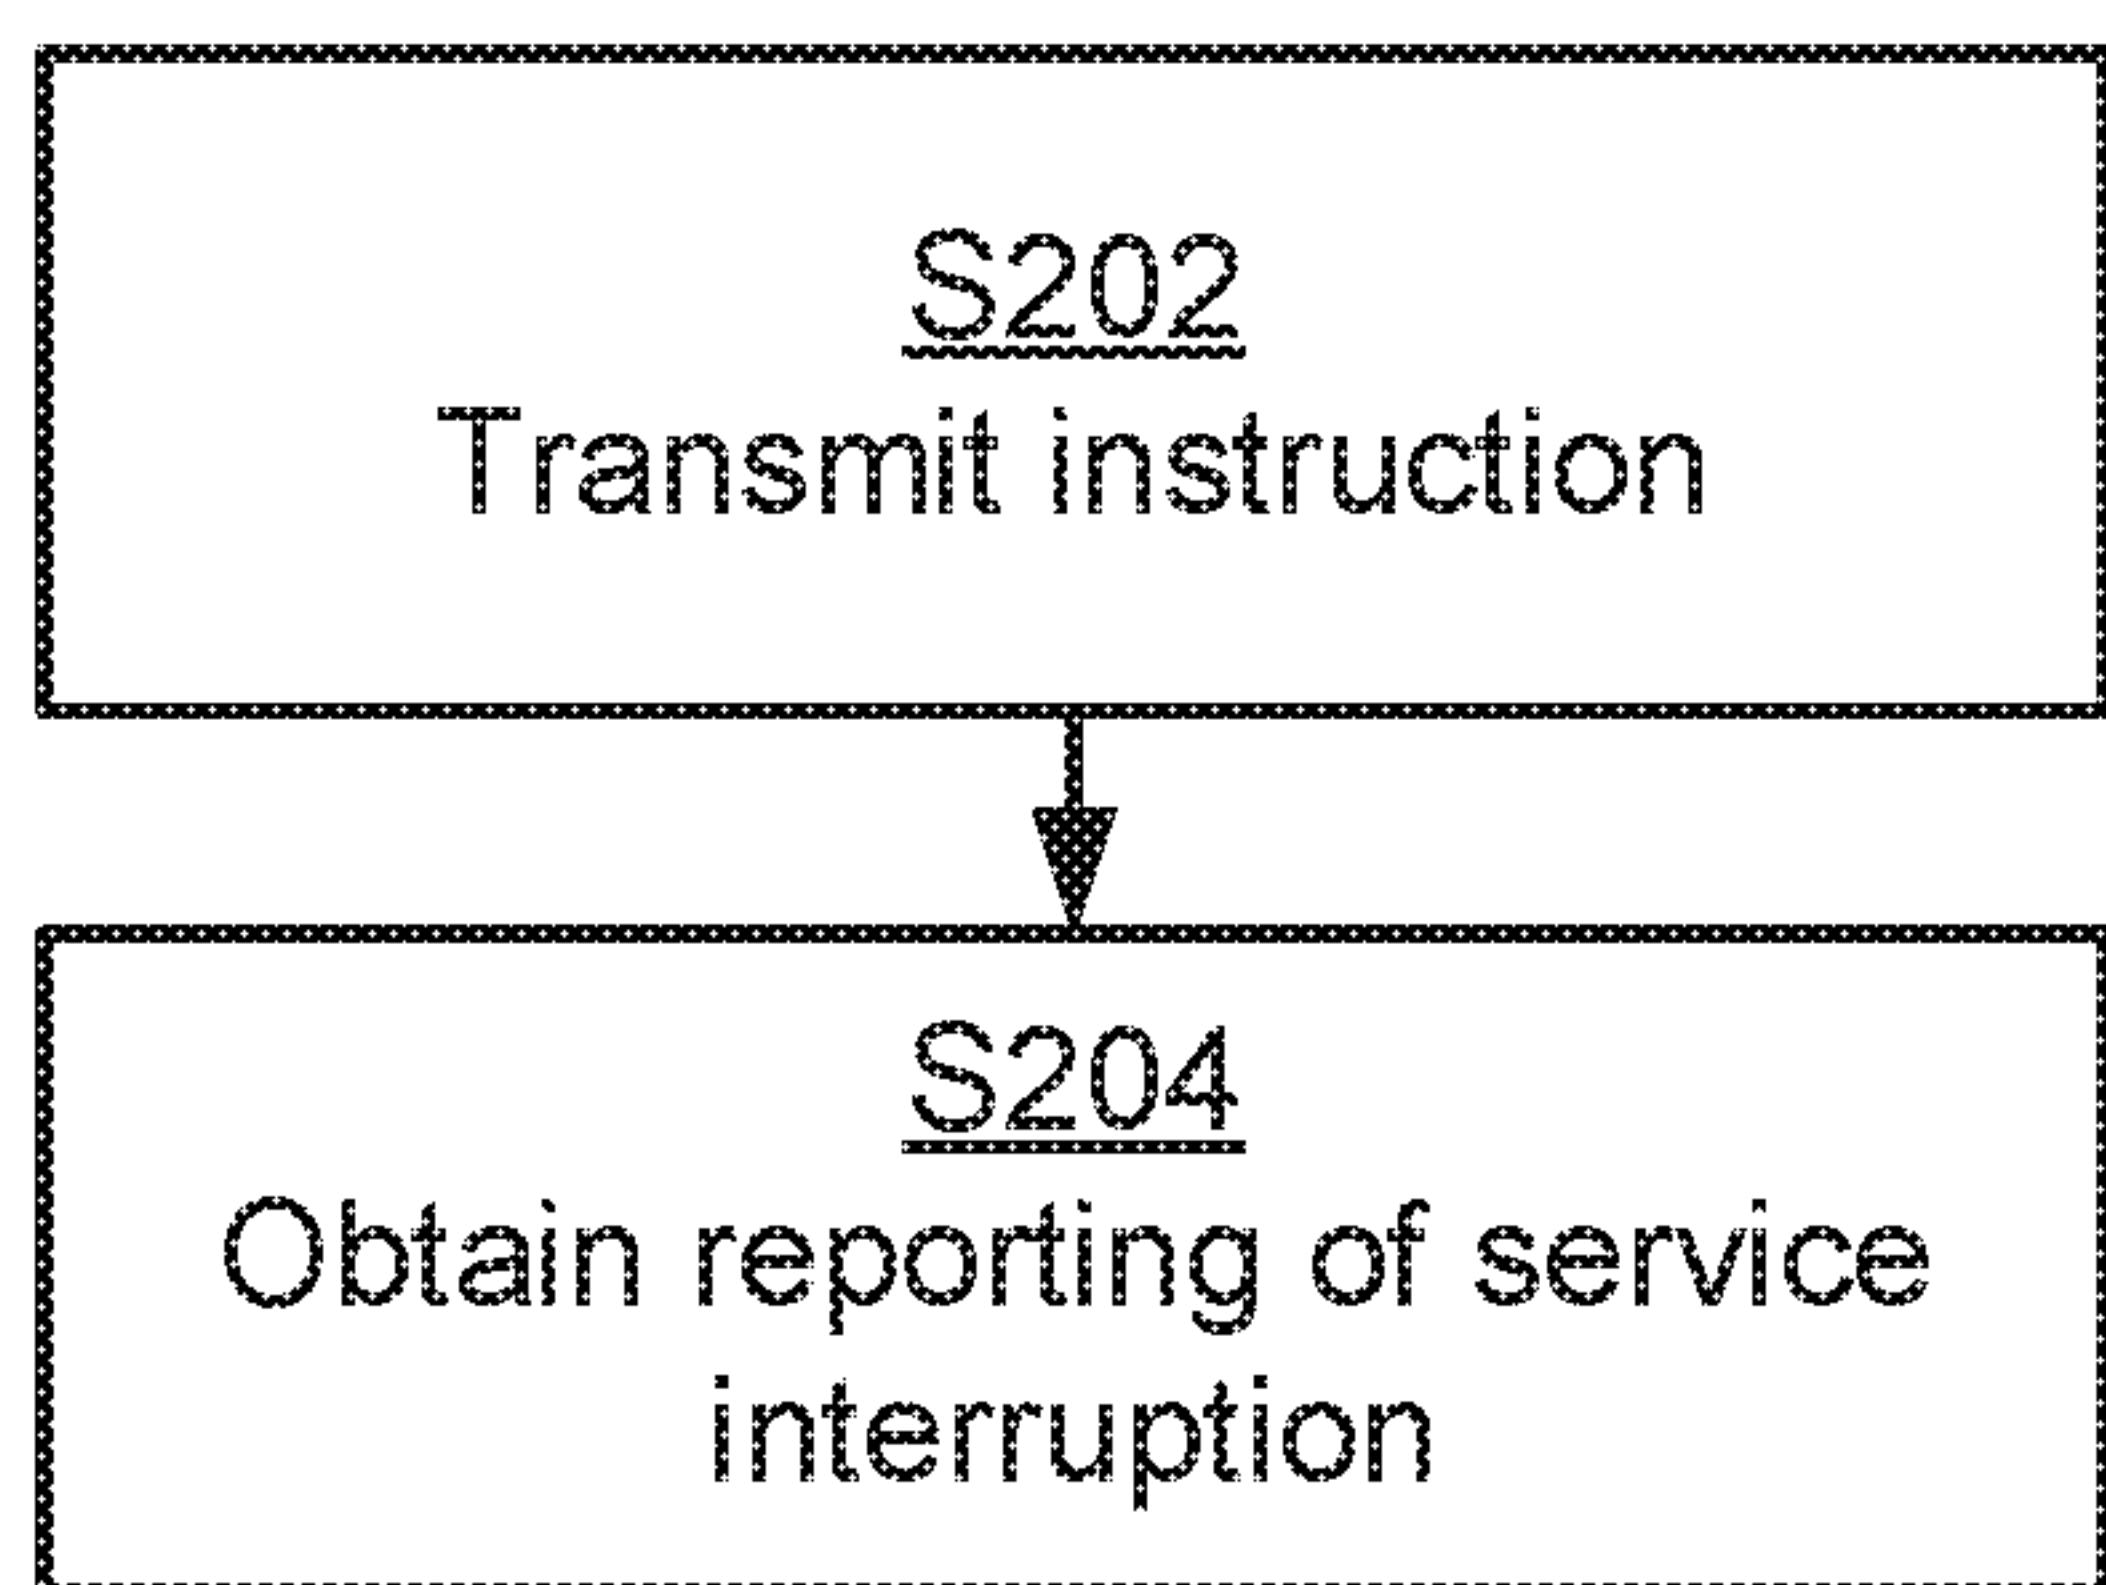 S202
Transmit instruction
S204
Obtain reporting of service
interruption